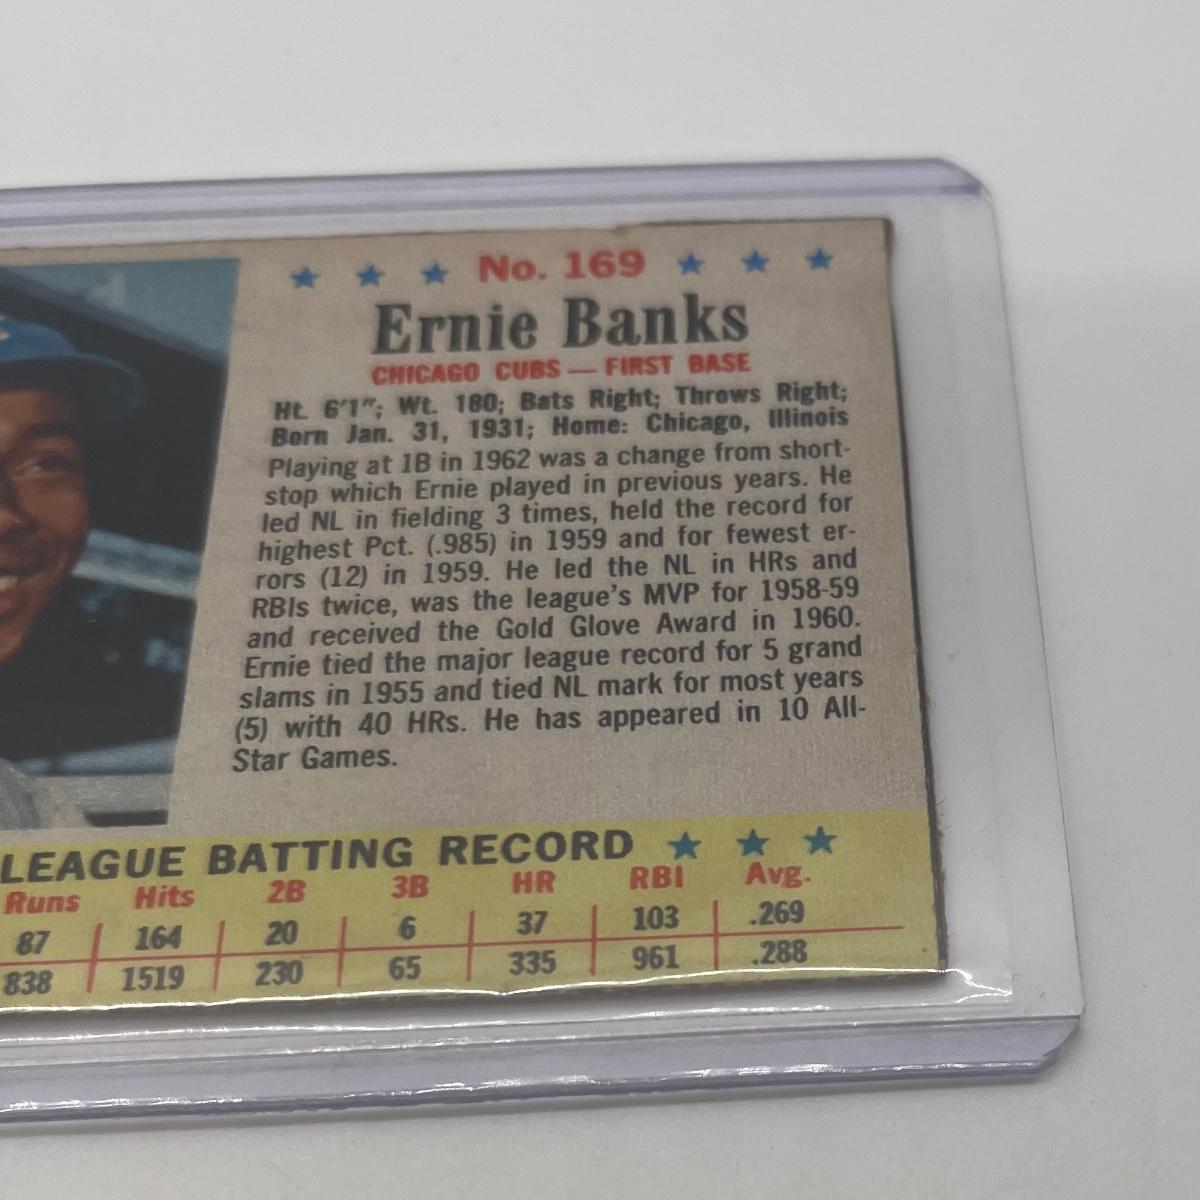 No. 169
Ernie Banks
CHICAGO CUBS — FIRST BASE
Ht. 6'1"; Wt. 180; Bats Right; Throws Right;
Born Jan. 31, 1931; Home: Chicago, Illinois
Playing at 1B in 1962 was a change from short-
stop which Ernie played in previous years. He
led NL in fielding 3 times, held the record for
highest Pct. (.985) in 1959 and for fewest er-
rors (12) in 1959. He led the NL in HRs and
RBIs twice, was the league's MVP for 1958-59
and received the Gold Glove Award in 1960.
Ernie tied the major league record for 5 grand
slams in 1955 and tied NL mark for most years
(5) with 40 HRs. He has appeared in 10 All-
Star Games.
LEAGUE BATTING RECORD
Runs Hits 2B 3B HR RBI Avg.
87 164 20 6 37 103 .269
838 1519 230 65 335 961 .288